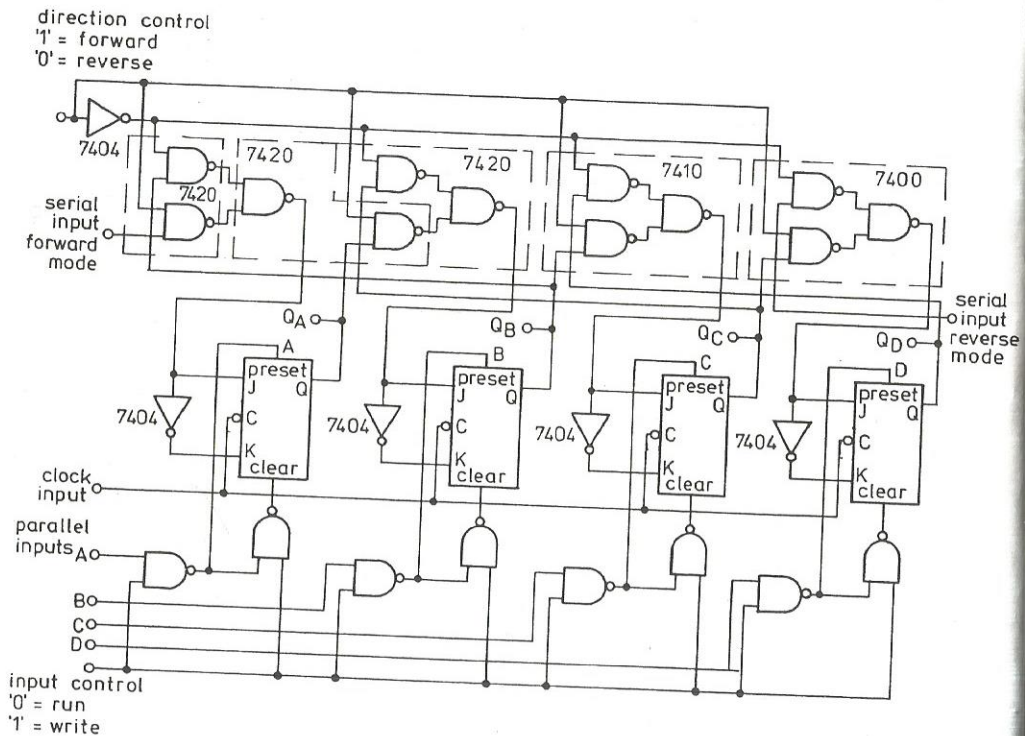 direction control
'1' = forward
'0' = reverse
7404
7420
7420
7410
7400
7420
serial
input
forward
mode
serial
input
reverse
mode
QA
QB
QC
QD
A
preset
J
Q
C
K
clear
7404
B
preset
J
Q
C
K
clear
7404
C
preset
J
Q
C
K
clear
7404
D
preset
J
Q
C
K
clear
7404
clock
input
parallel
inputs A
B
C
D
input control
'0' = run
'1' = write